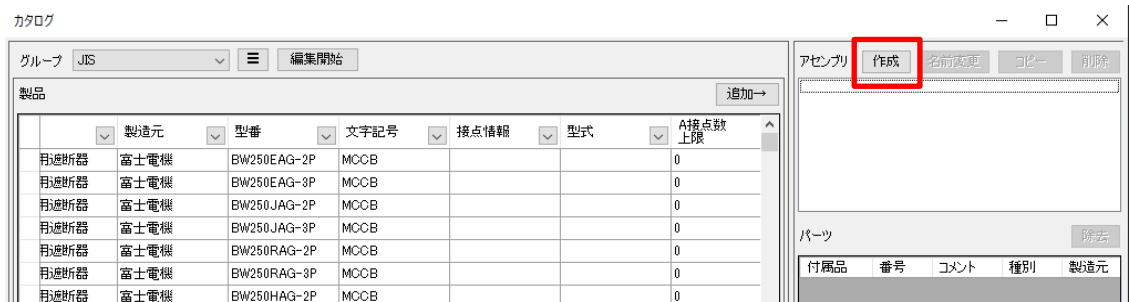 カタログ
グループ JIS 編集開始
製品 追加→
製造元 型番 文字記号 接点情報 型式 A接点数上限
用遮断器 富士電機 BW250EAG-2P MCCB 0
用遮断器 富士電機 BW250EAG-3P MCCB 0
用遮断器 富士電機 BW250JAG-2P MCCB 0
用遮断器 富士電機 BW250JAG-3P MCCB 0
用遮断器 富士電機 BW250RAG-2P MCCB 0
用遮断器 富士電機 BW250RAG-3P MCCB 0
用遮断器 富士電機 BW250HAG-2P MCCB 0
アセンブリ 作成 名前変更 コピー 削除
パーツ 除去
付属品 番号 コメント 種別 製造元